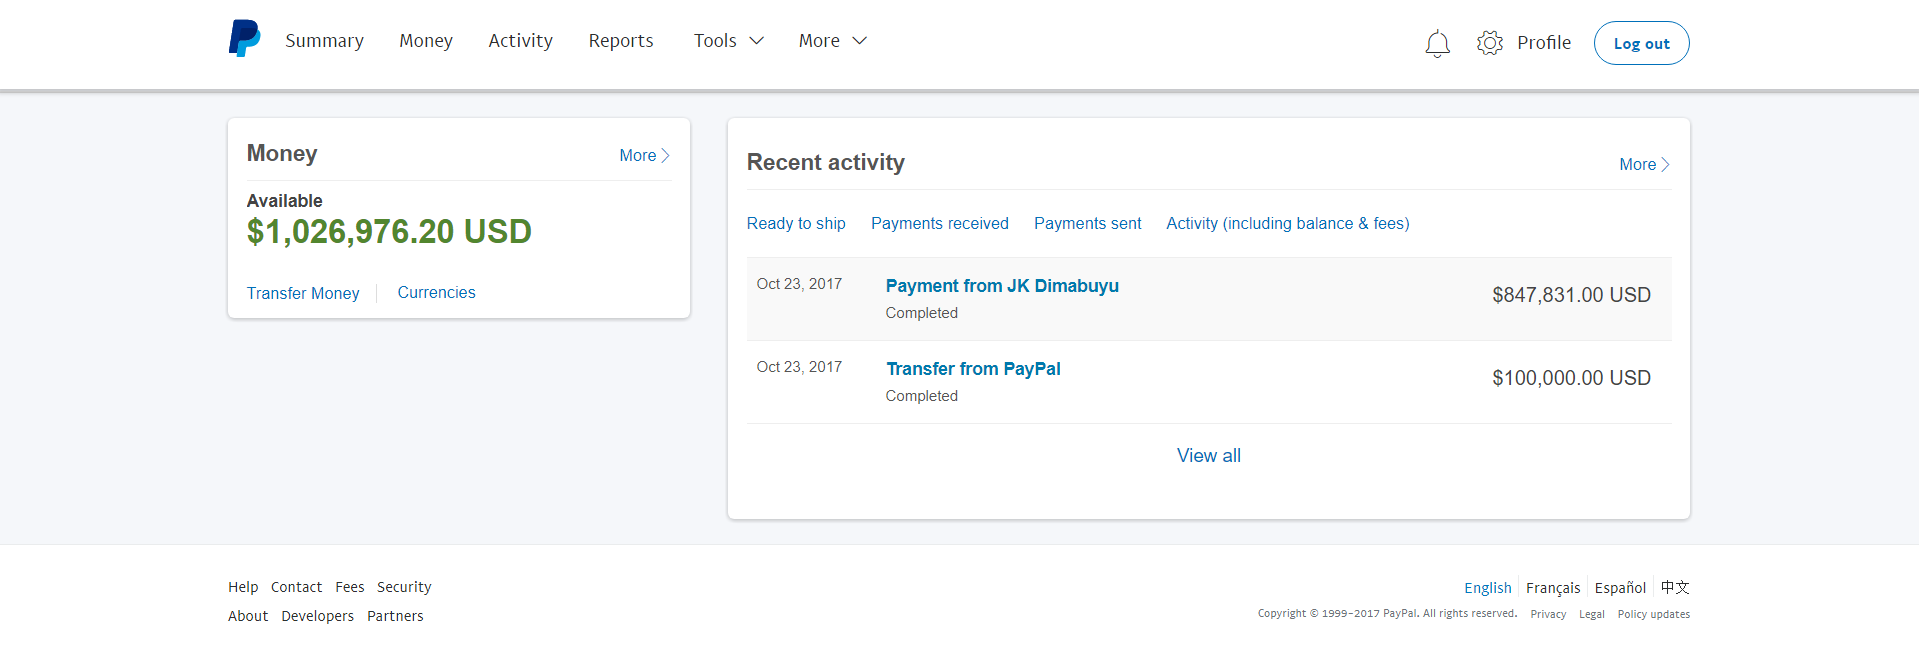 Summary Money Activity Reports Tools More Profile Log out
Money More
Available
$1,026,976.20 USD
Transfer Money Currencies
Recent activity More
Ready to ship Payments received Payments sent Activity (including balance & fees)
Oct 23, 2017 Payment from JK Dimabuyu $847,831.00 USD
Completed
Oct 23, 2017 Transfer from PayPal $100,000.00 USD
Completed
View all
Help Contact Fees Security
About Developers Partners
English Français Español 中文
Copyright © 1999-2017 PayPal. All rights reserved. Privacy Legal Policy updates